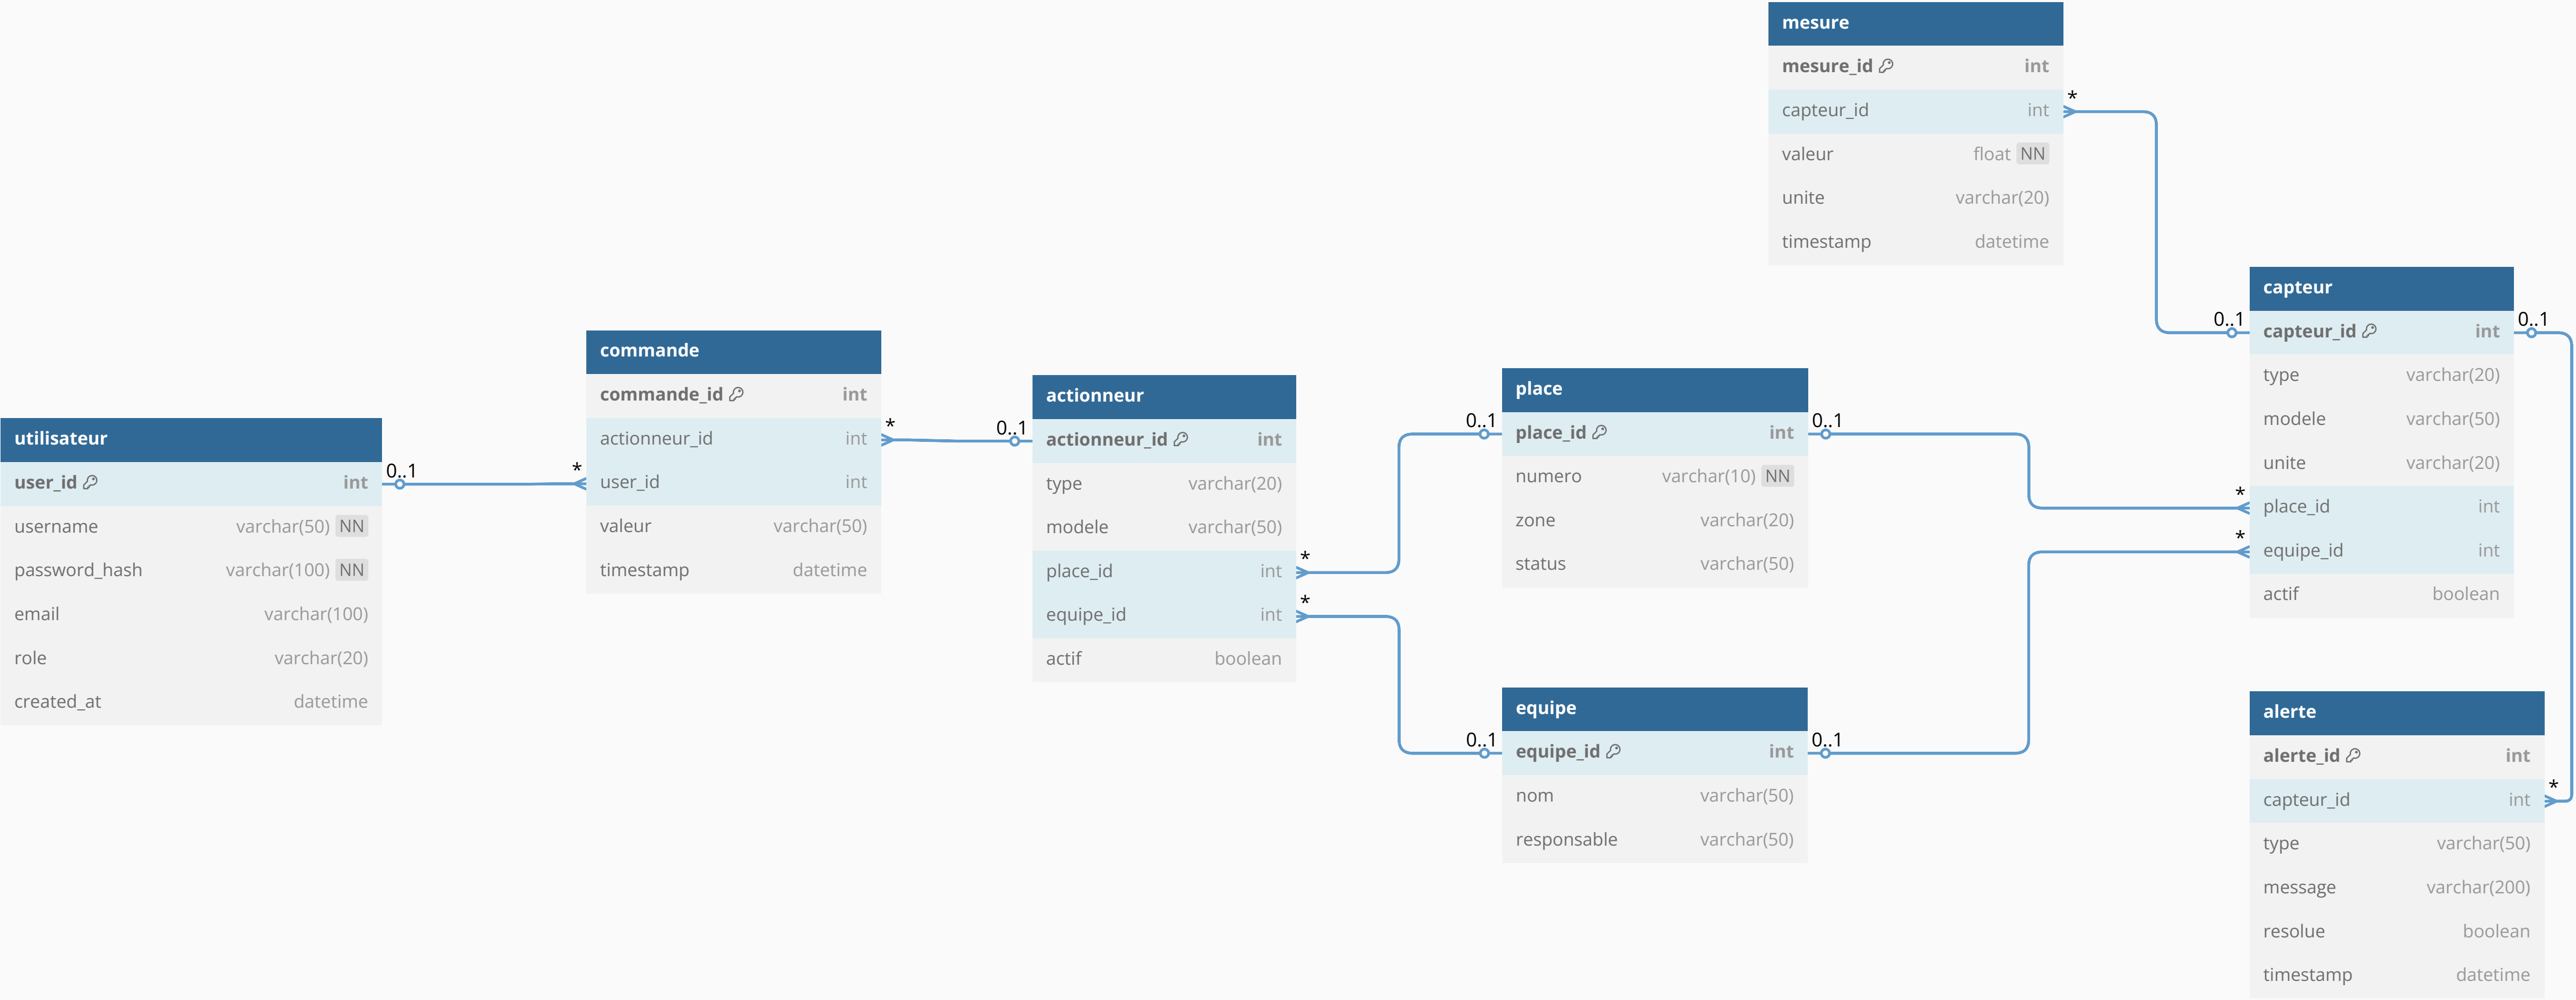 mesure
mesure_id int
capteur_id int
valeur float NN
unite varchar(20)
timestamp datetime
*
0..1
capteur
capteur_id int
type varchar(20)
modele varchar(50)
unite varchar(20)
place_id int
equipe_id int
actif boolean
0..1
*
*
utilisateur
user_id int
username varchar(50) NN
password_hash varchar(100) NN
email varchar(100)
role varchar(20)
created_at datetime
0..1
*
commande
commande_id int
actionneur_id int
user_id int
valeur varchar(50)
timestamp datetime
*
0..1
actionneur
actionneur_id int
type varchar(20)
modele varchar(50)
place_id int
equipe_id int
actif boolean
*
*
0..1
place
place_id int
numero varchar(10) NN
zone varchar(20)
status varchar(50)
0..1
0..1
equipe
equipe_id int
nom varchar(50)
responsable varchar(50)
0..1
alerte
alerte_id int
capteur_id int
type varchar(50)
message varchar(200)
resolue boolean
timestamp datetime
*